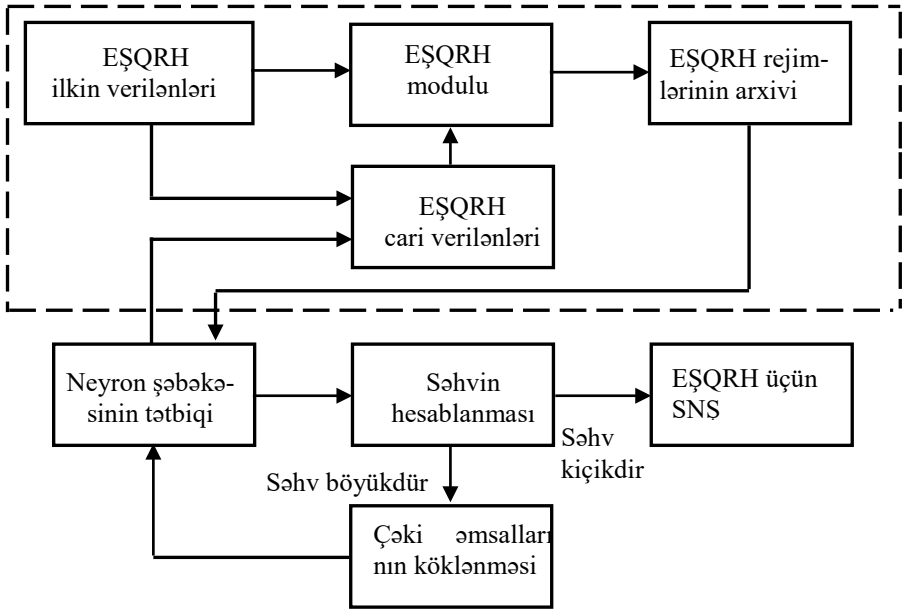 EŞQRH
ilkin verilənləri
EŞQRH
modulu
EŞQRH rejim-
lərinin arxivi
EŞQRH
cari verilənləri
Neyron şəbəkə-
sinin tətbiqi
Səhvin
hesablanması
EŞQRH üçün
SNŞ
Səhv
kiçikdir
Səhv böyükdür
Çəki əmsalları
nın köklənməsi